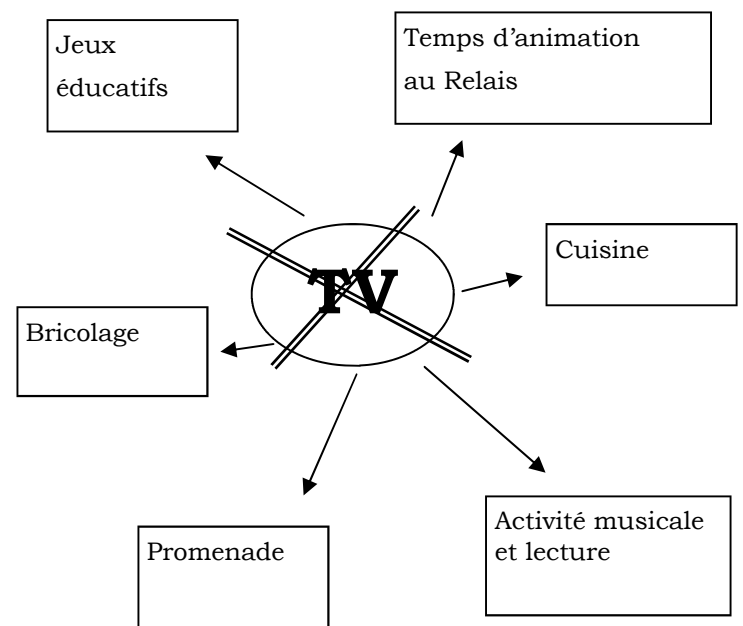 Jeux
éducatifs
Temps d’animation
au Relais
TV
Cuisine
Bricolage
Promenade
Activité musicale
et lecture